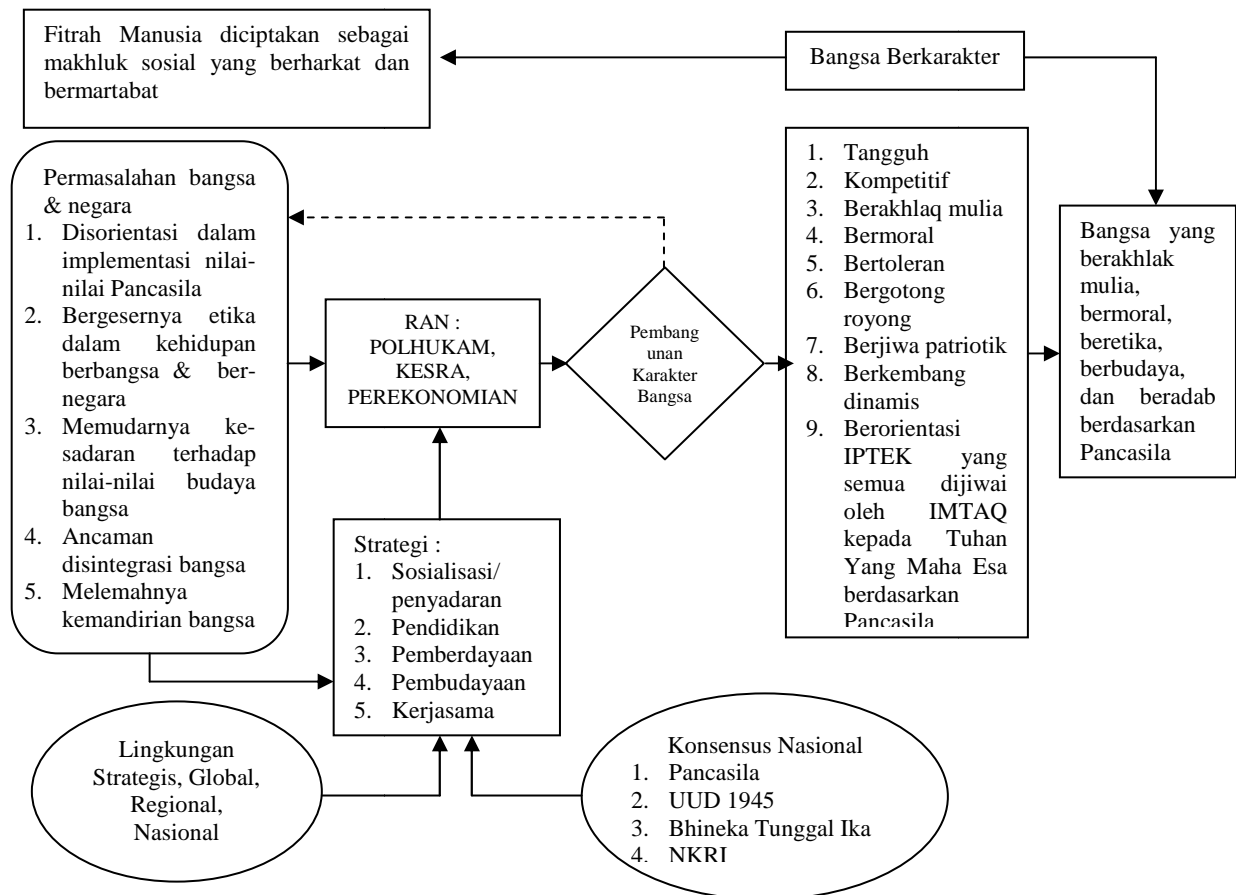 Fitrah Manusia diciptakan sebagai
makhluk sosial yang berharkat dan
bermartabat
Bangsa Berkarakter
Permasalahan bangsa
& negara
1. Disorientasi dalam
implementasi nilai-
nilai Pancasila
2. Bergesernya etika
dalam kehidupan
berbangsa & ber-
negara
3. Memudarnya ke-
sadaran terhadap
nilai-nilai budaya
bangsa
4. Ancaman
disintegrasi bangsa
5. Melemahnya
kemandirian bangsa
RAN :
POLHUKAM,
KESRA,
PEREKONOMIAN
Pembang
unan
Karakter
Bangsa
1. Tangguh
2. Kompetitif
3. Berakhlaq mulia
4. Bermoral
5. Bertoleran
6. Bergotong
royong
7. Berjiwa patriotik
8. Berkembang
dinamis
9. Berorientasi
IPTEK yang
semua dijiwai
oleh IMTAQ
kepada Tuhan
Yang Maha Esa
berdasarkan
Pancasila
Bangsa yang
berakhlak
mulia,
bermoral,
beretika,
berbudaya,
dan beradab
berdasarkan
Pancasila
Strategi :
1. Sosialisasi/
penyadaran
2. Pendidikan
3. Pemberdayaan
4. Pembudayaan
5. Kerjasama
Lingkungan
Strategis, Global,
Regional,
Nasional
Konsensus Nasional
1. Pancasila
2. UUD 1945
3. Bhineka Tunggal Ika
4. NKRI